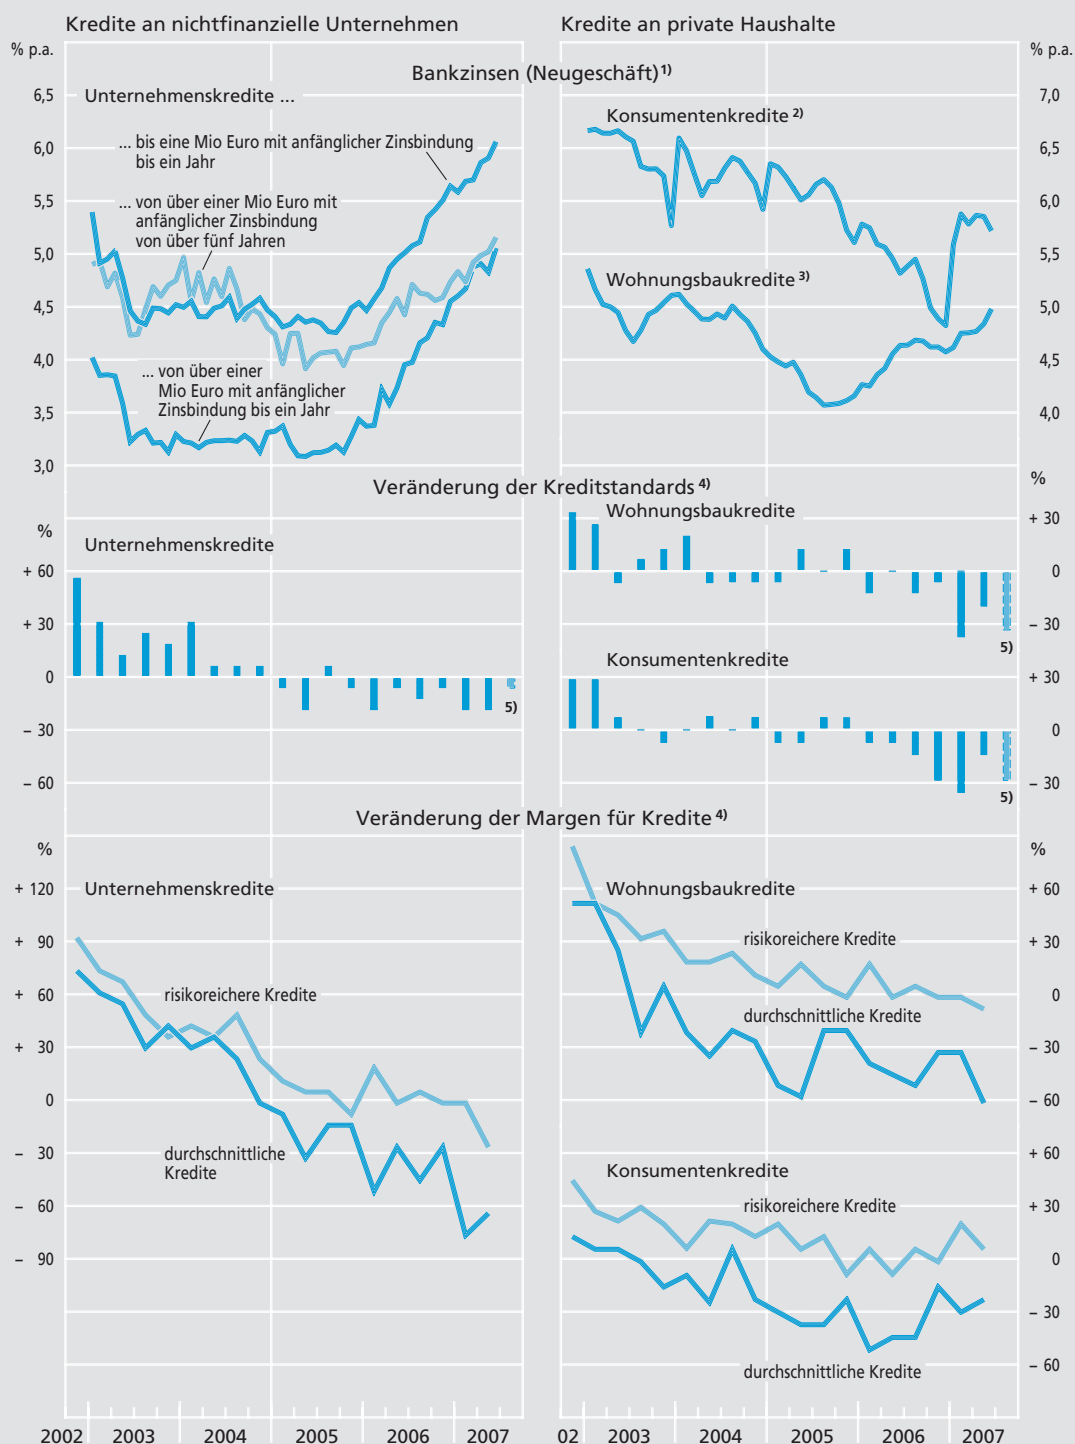 Kredite an nichtfinanzielle Unternehmen
Kredite an private Haushalte
% p.a.
% p.a.
Bankzinsen (Neugeschäft) 1)
6,5
Unternehmenskredite ...
7,0
Konsumentenkredite 2)
... bis eine Mio Euro mit anfänglicher Zinsbindung
bis ein Jahr
6,0
6,5
... von über einer Mio Euro mit
anfänglicher Zinsbindung
von über fünf Jahren
5,5
6,0
5,0
5,5
Wohnungsbaukredite 3)
4,5
5,0
4,0
4,5
... von über einer
Mio Euro mit anfänglicher
Zinsbindung bis ein Jahr
3,5
4,0
3,0
Veränderung der Kreditstandards 4)
%
%
Unternehmenskredite
+ 60
+ 30
0
– 30
– 60
5)
Wohnungsbaukredite
+ 30
0
– 30
5)
Konsumentenkredite
+ 30
0
– 30
5)
Veränderung der Margen für Kredite 4)
%
%
Unternehmenskredite
+ 120
+ 90
+ 60
+ 30
0
– 30
– 60
– 90
risikoreichere Kredite
durchschnittliche
Kredite
Wohnungsbaukredite
+ 60
+ 30
0
– 30
– 60
risikoreichere Kredite
durchschnittliche Kredite
Konsumentenkredite
+ 60
+ 30
0
– 30
– 60
risikoreichere Kredite
durchschnittliche Kredite
2002 2003 2004 2005 2006 2007
02 2003 2004 2005 2006 2007